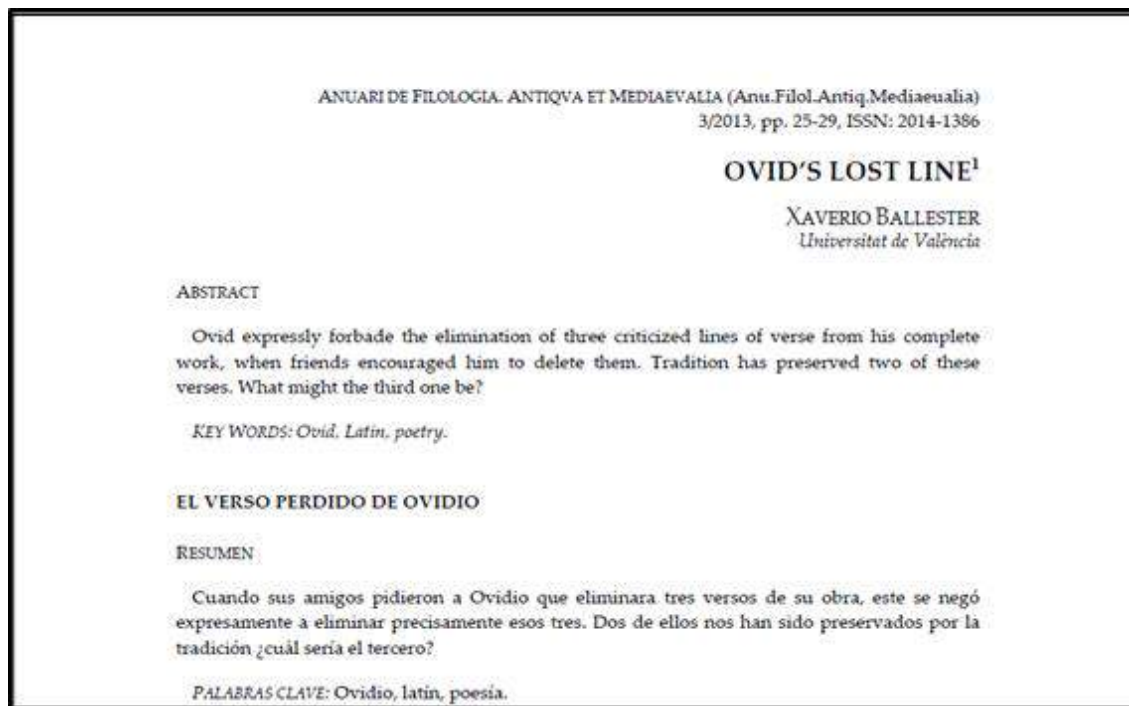 ANUARI DE FILOLOGIA. ANTIQVA ET MEDIAEVALIA (Anu.Filol.Antiq.Mediaeualia)
3/2013, pp. 25-29, ISSN: 2014-1386
OVID'S LOST LINE¹
XAVERIO BALLESTER
Universitat de València
ABSTRACT
Ovid expressly forbade the elimination of three criticized lines of verse from his complete
work, when friends encouraged him to delete them. Tradition has preserved two of these
verses. What might the third one be?
KEY WORDS: Ovid, Latin, poetry.
EL VERSO PERDIDO DE OVIDIO
RESUMEN
Cuando sus amigos pidieron a Ovidio que eliminara tres versos de su obra, este se negó
expresamente a eliminar precisamente esos tres. Dos de ellos nos han sido preservados por la
tradición ¿cuál sería el tercero?
PALABRAS CLAVE: Ovidio, latín, poesía.